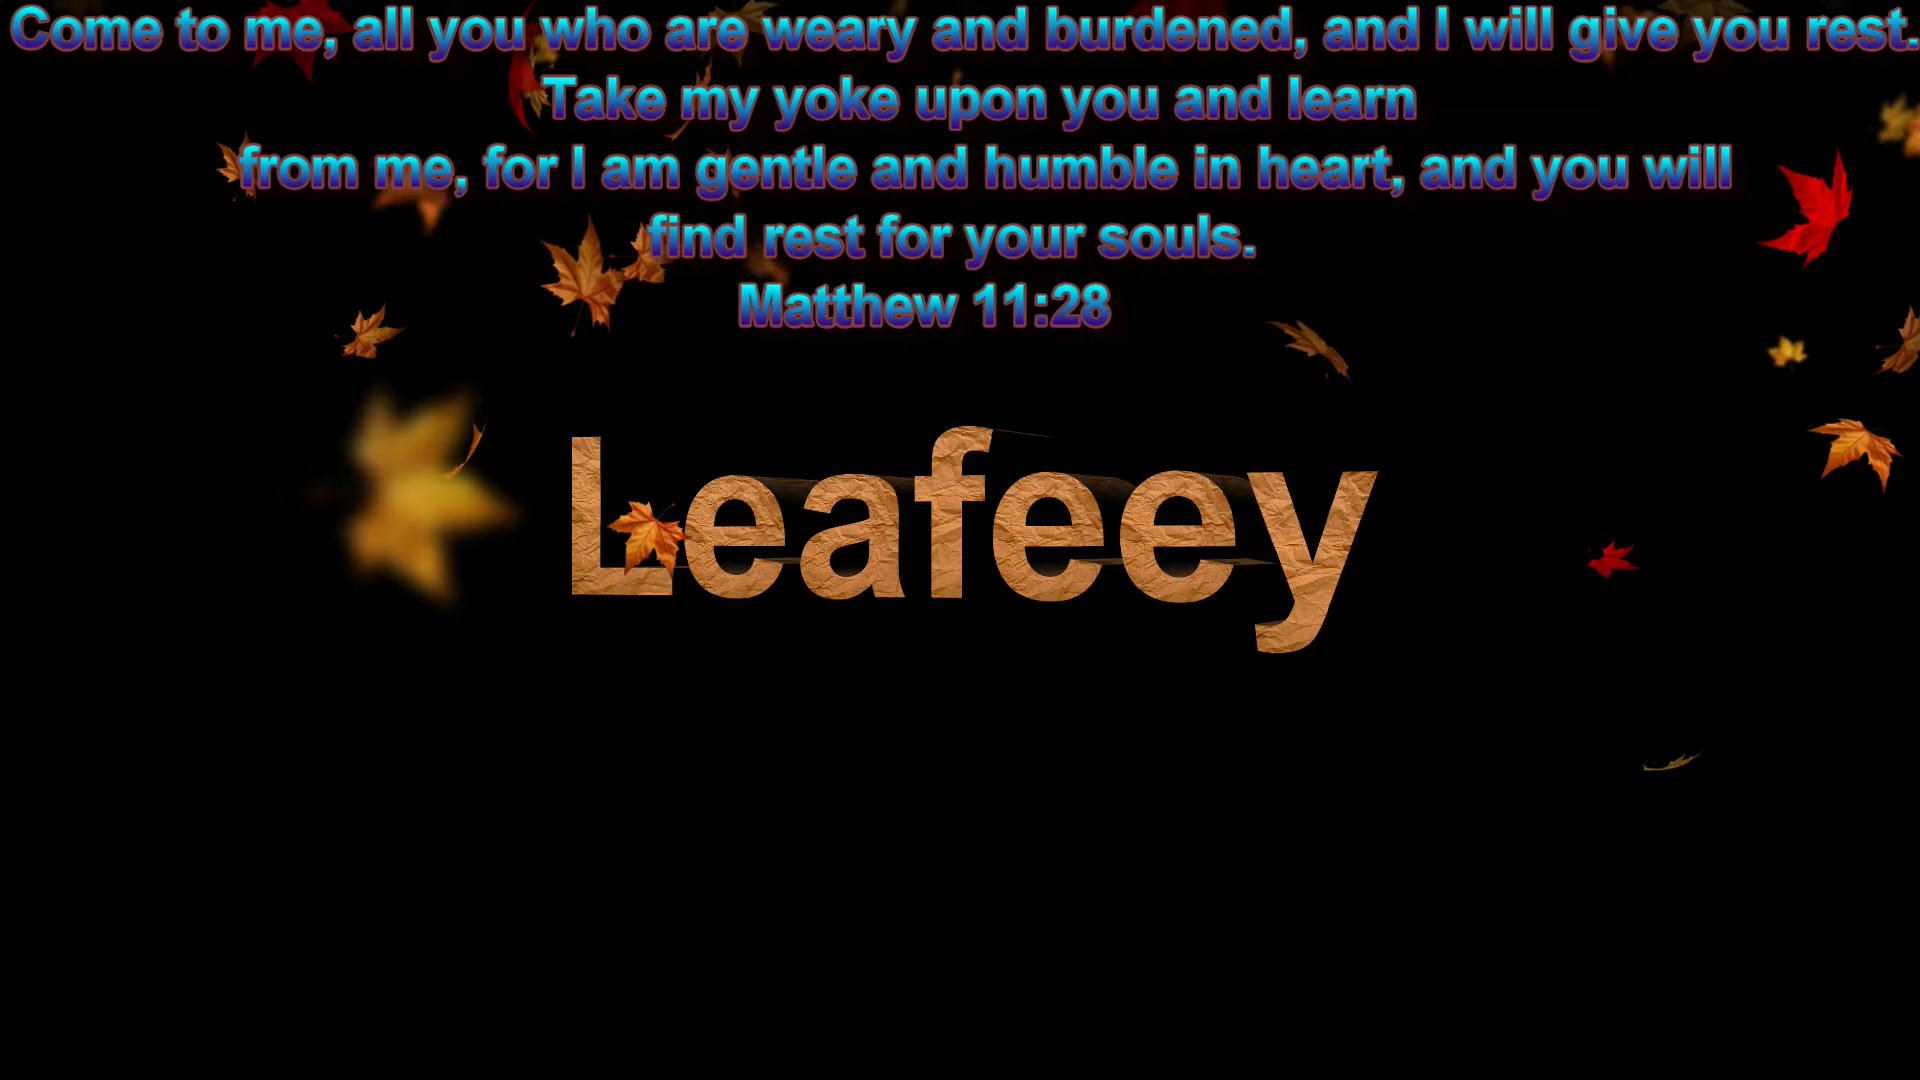 Come to me, all you who are weary and burdened, and I will give you rest.
Take my yoke upon you and learn
from me, for I am gentle and humble in heart, and you will
find rest for your souls.
Matthew 11:28
Leafeey